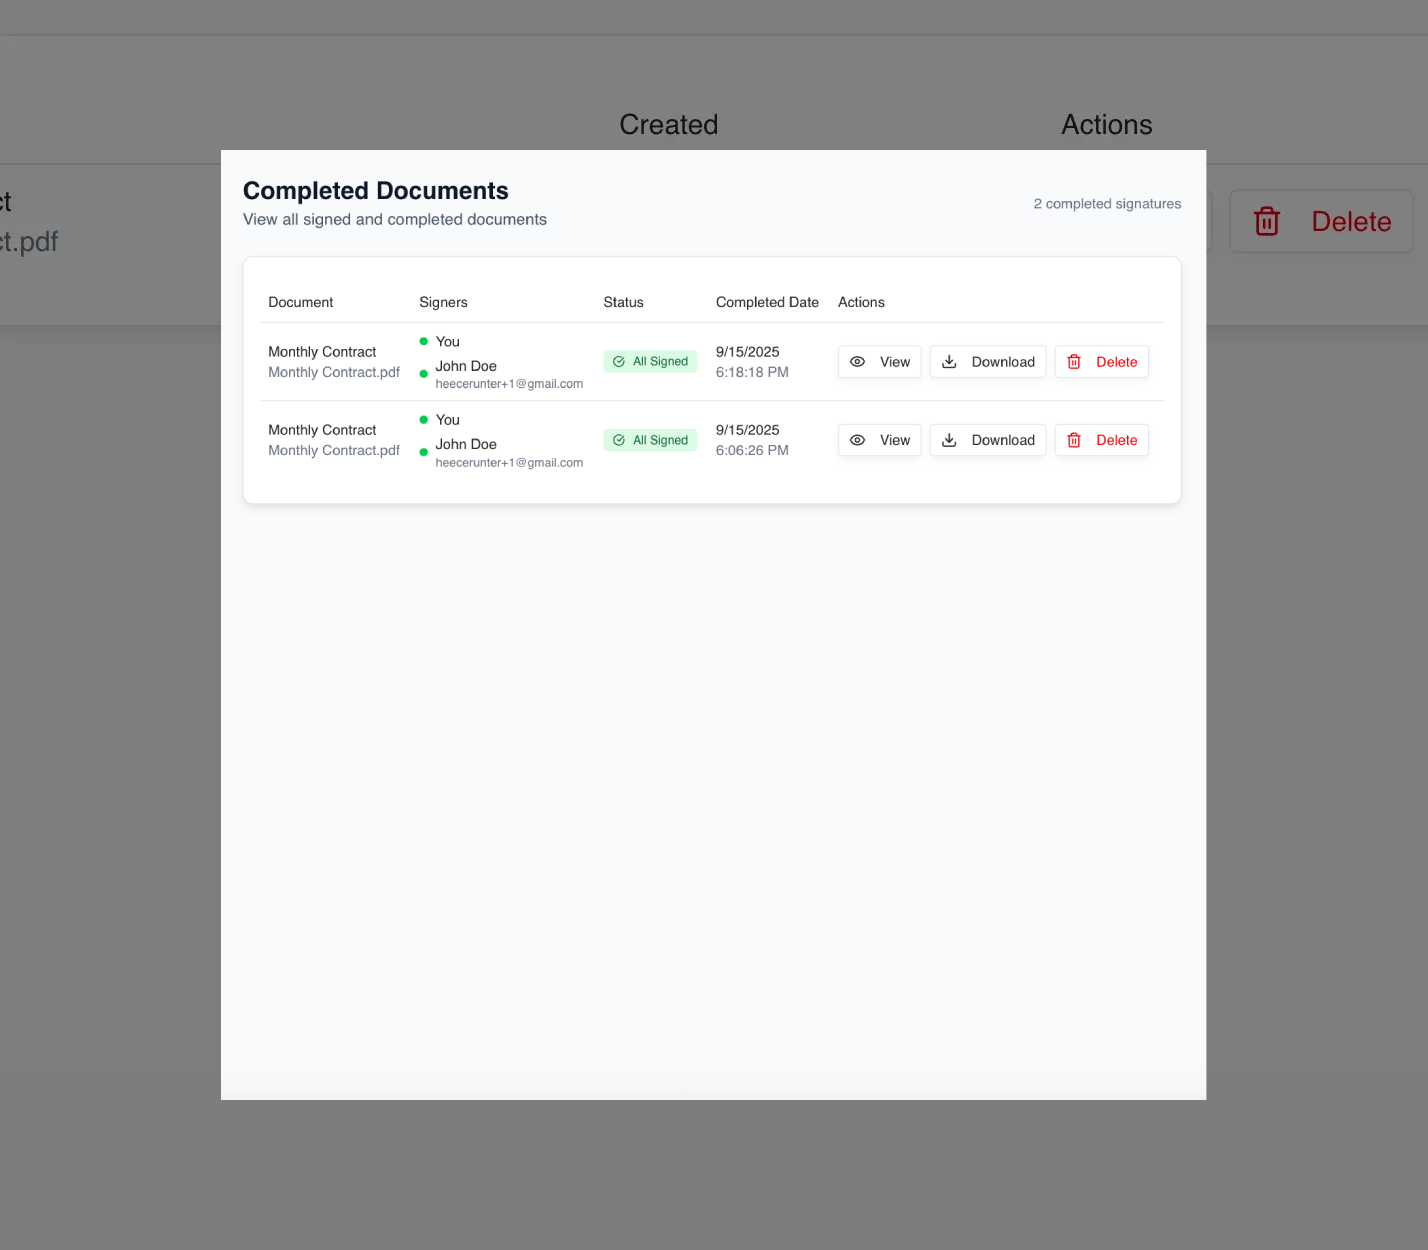 Created
Actions
ct
ct.pdf
Delete
Completed Documents
View all signed and completed documents
2 completed signatures
Document Signers Status Completed Date Actions
Monthly Contract
Monthly Contract.pdf
You
John Doe
heecerunter+1@gmail.com
All Signed
9/15/2025
6:18:18 PM
View
Download
Delete
Monthly Contract
Monthly Contract.pdf
You
John Doe
heecerunter+1@gmail.com
All Signed
9/15/2025
6:06:26 PM
View
Download
Delete